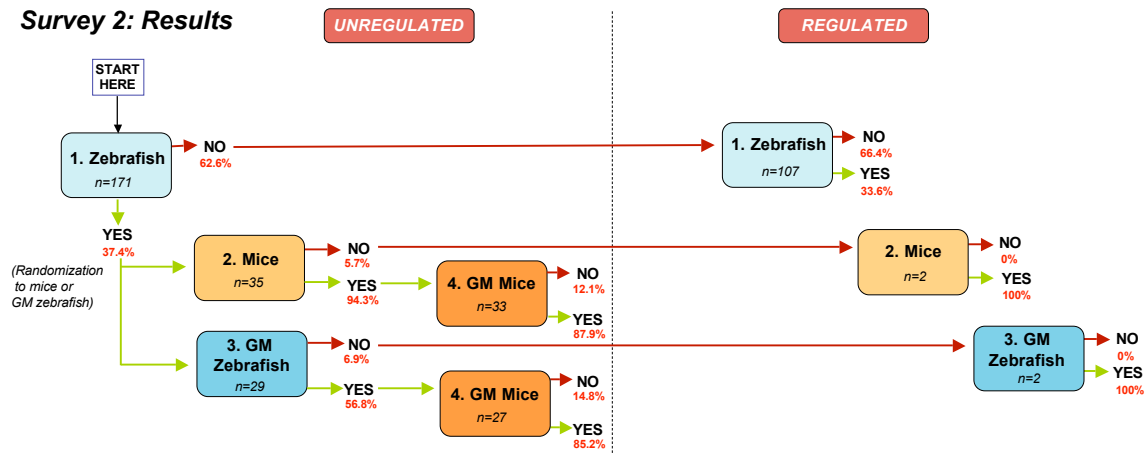 Survey 2: Results
UNREGULATED
REGULATED
START
HERE
1. Zebrafish
n=171
NO
62.6%
1. Zebrafish
n=107
NO
66.4%
YES
33.6%
YES
37.4%
(Randomization
to mice or
GM zebrafish)
2. Mice
n=35
NO
5.7%
YES
94.3%
4. GM Mice
n=33
NO
12.1%
YES
87.9%
2. Mice
n=2
NO
0%
YES
100%
3. GM
Zebrafish
n=29
NO
6.9%
YES
56.8%
4. GM Mice
n=27
NO
14.8%
YES
85.2%
3. GM
Zebrafish
n=2
NO
0%
YES
100%